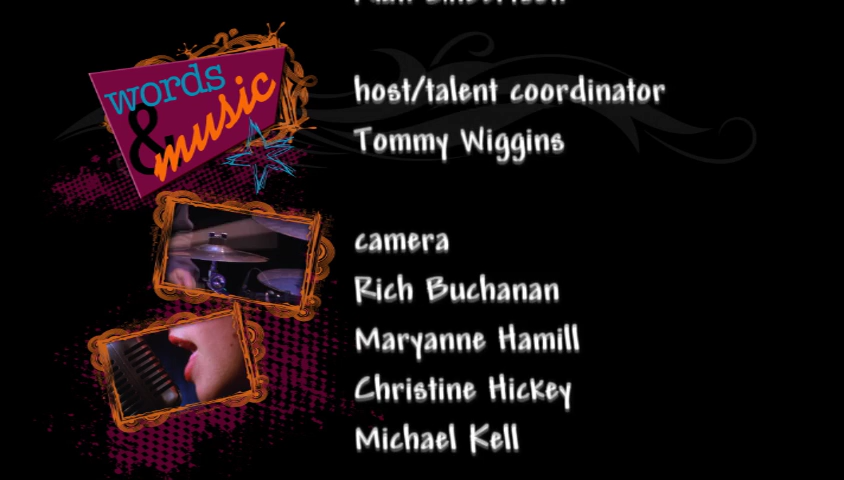 words
&
music
host/talent coordinator
Tommy Wiggins
camera
Rich Buchanan
Maryanne Hamill
Christine Hickey
Michael Kell